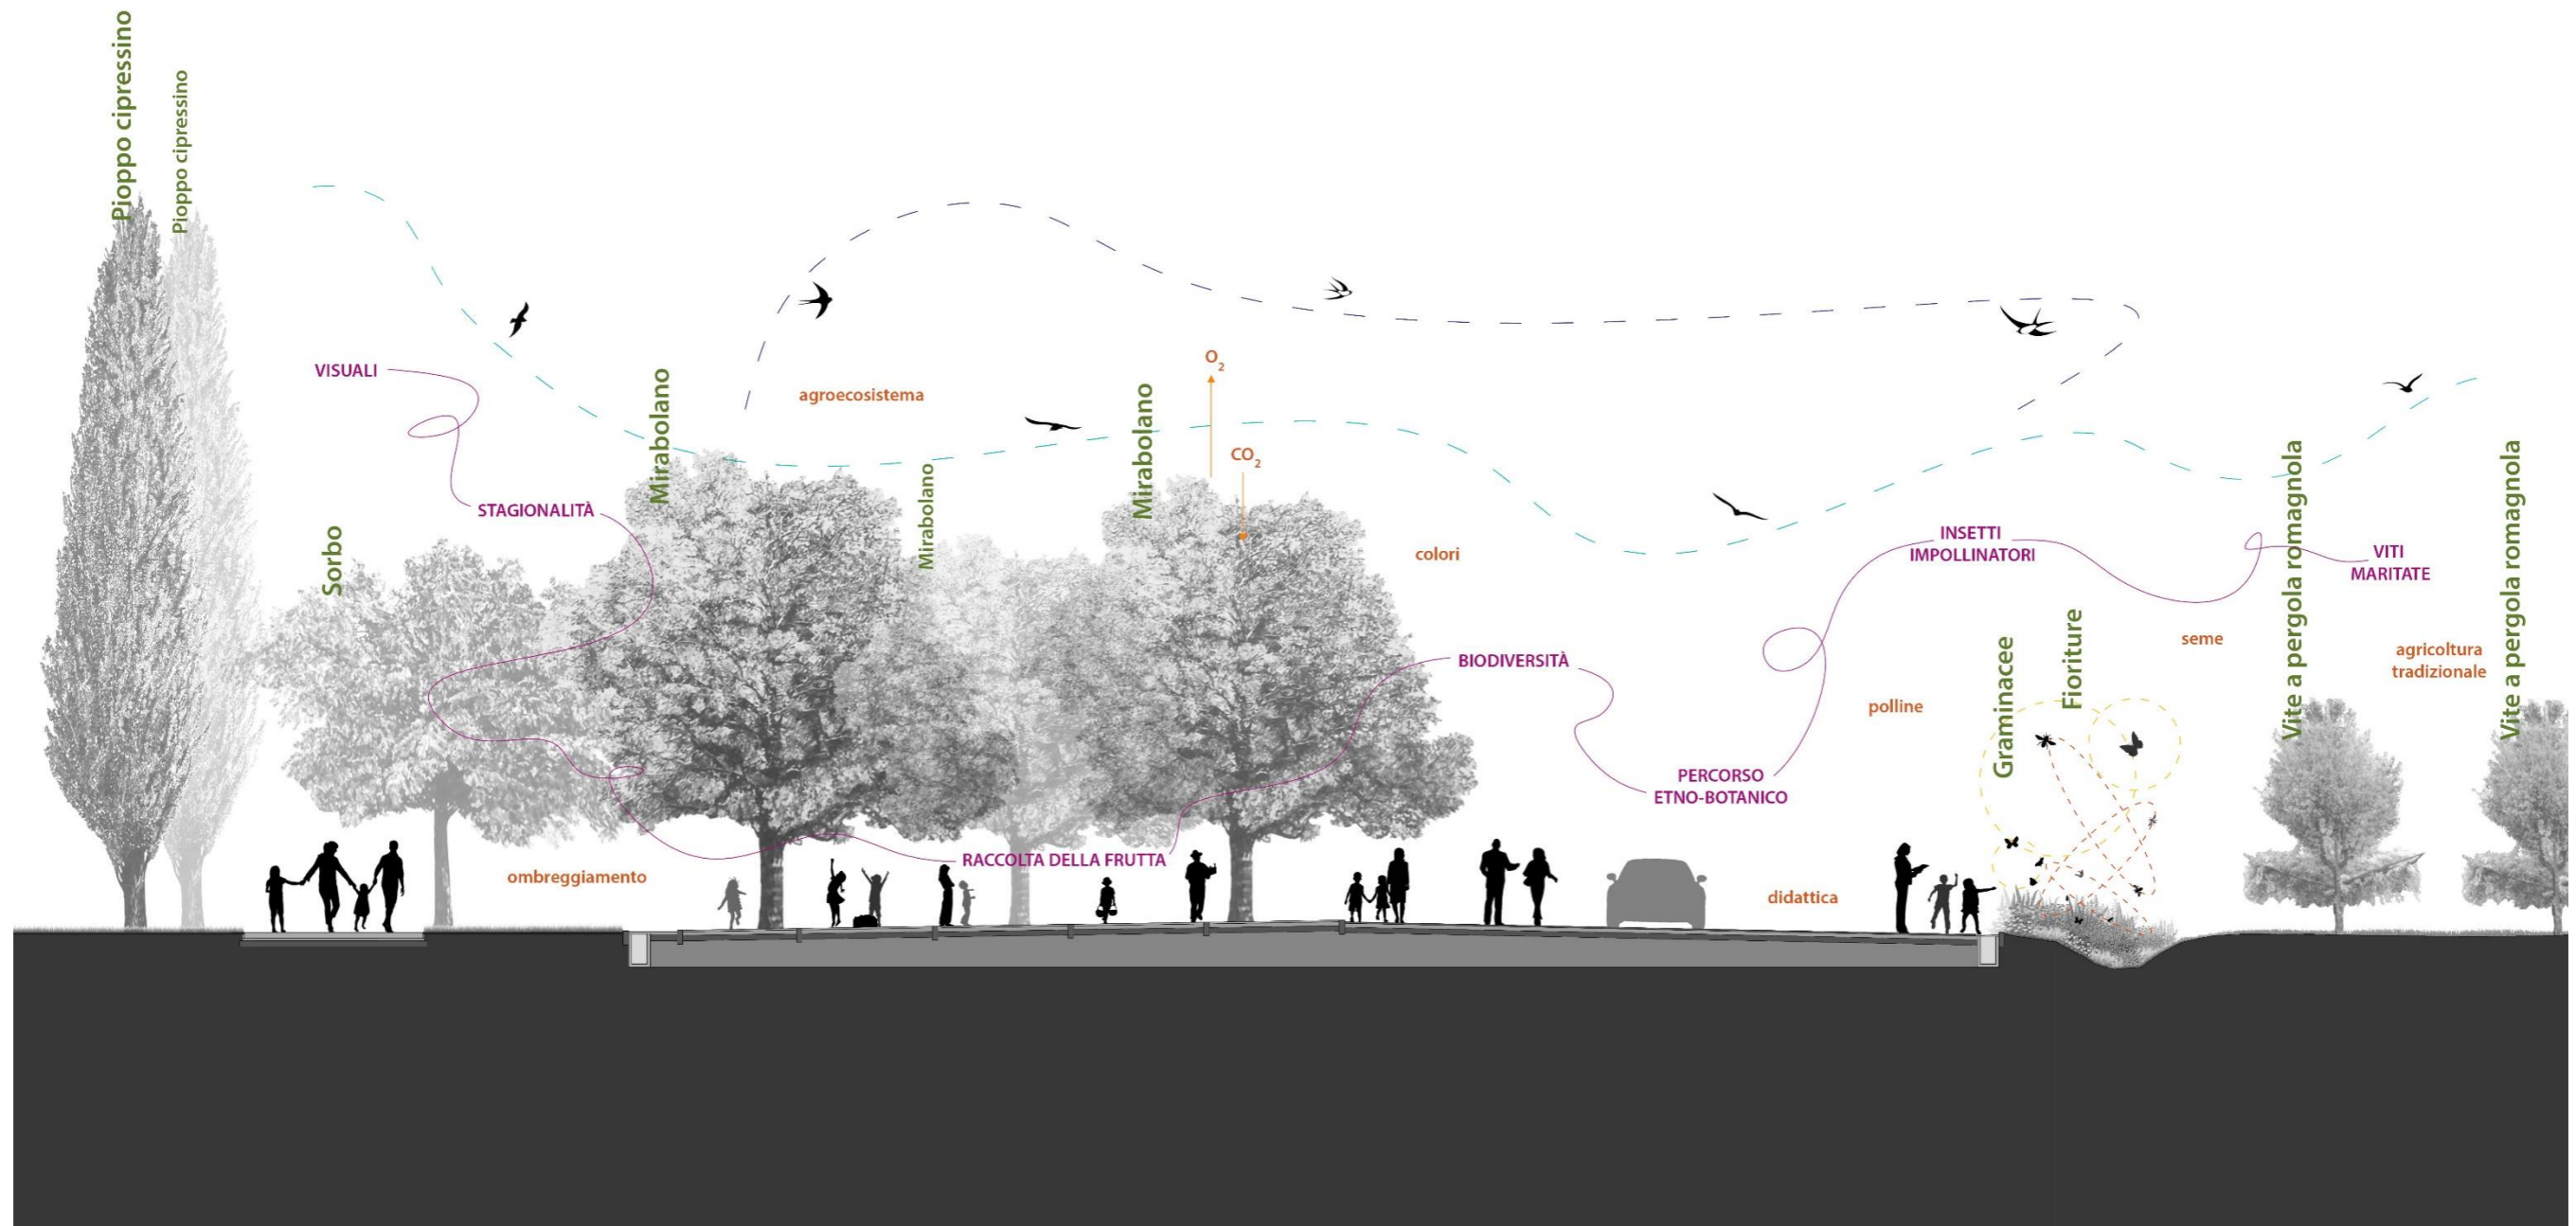 Pioppo cipressino
Pioppo cipressino
VISUALI
STAGIONALITÀ
Sorbo
ombreggiamento
Mirabolano
agroecosistema
Mirabolano
RACCOLTA DELLA FRUTTA
Mirabolano
O2
CO2
colori
BIODIVERSITÀ
PERCORSO
ETNO-BOTANICO
didattica
polline
INSETTI
IMPOLLINATORI
Graminacee
Fioriture
seme
Vite a pergola romagnola
VITI
MARITATE
agricoltura
tradizionale
Vite a pergola romagnola